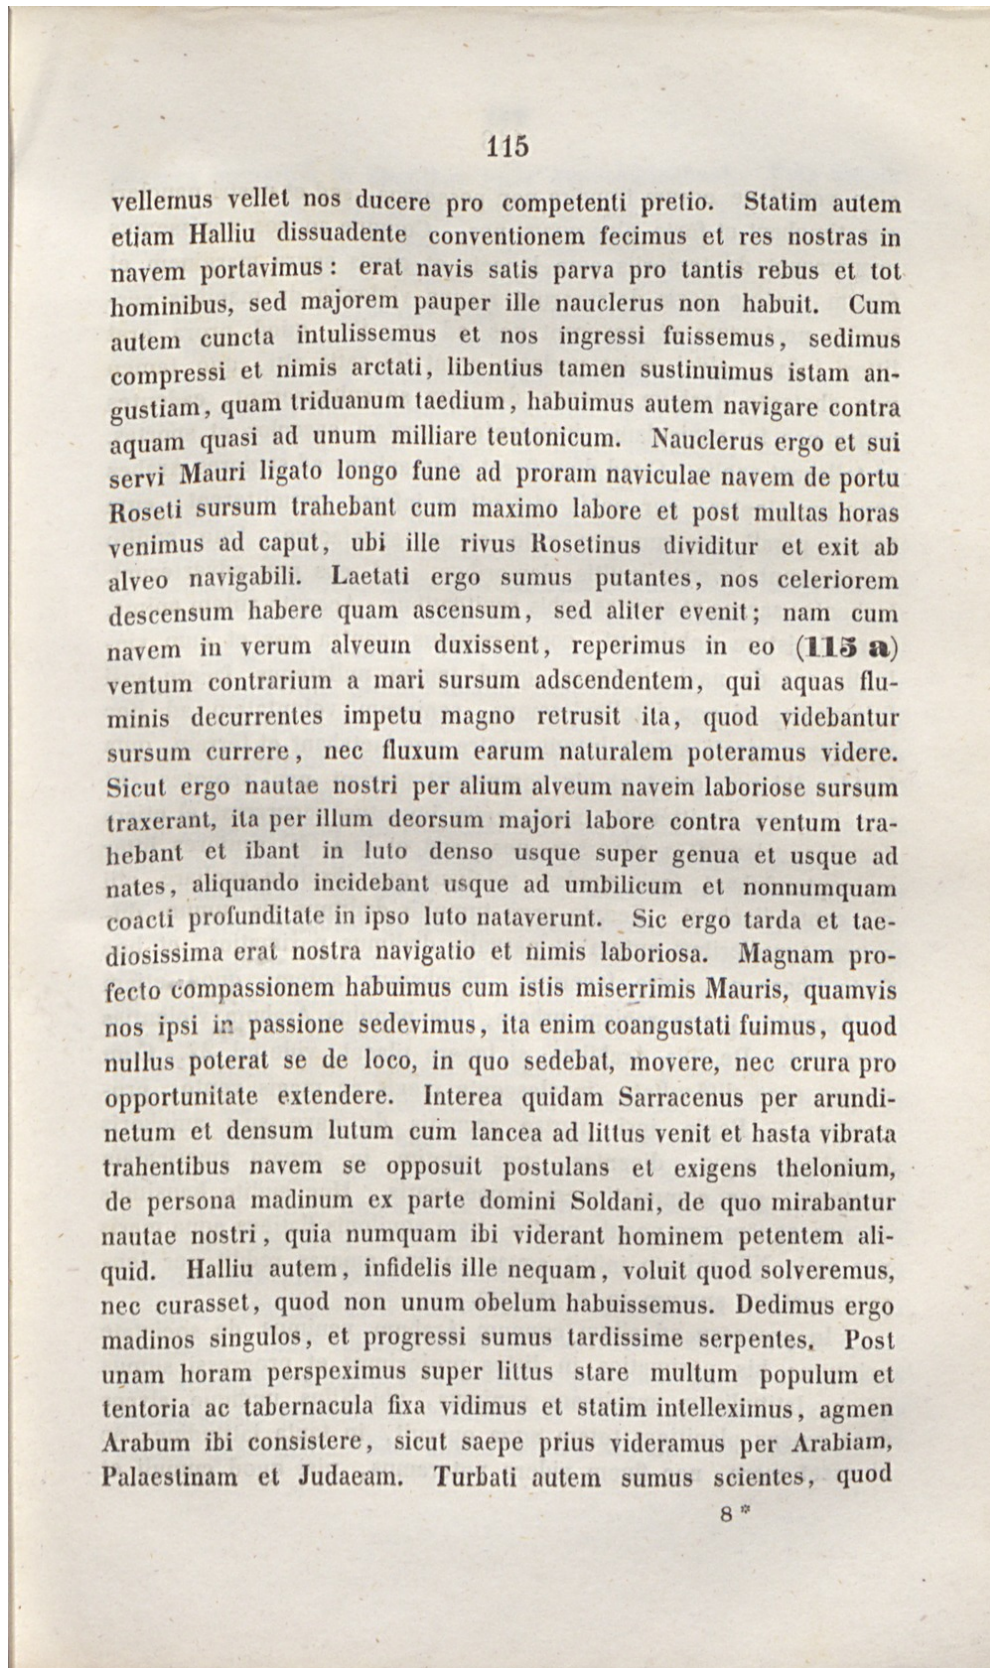 115
vellemus vellet nos ducere pro competenti pretio. Statim autem
etiam Halliu dissuadente conventionem fecimus et res nostras in
navem portavimus: erat navis satis parva pro tantis rebus et tot
hominibus, sed majorem pauper ille nauclerus non habuit. Cum
autem cuncta intulissemus et nos ingressi fuissemus, sedimus
compressi et nimis arctati, libentius tamen sustinuimus istam an-
gustiam, quam triduanum taedium, habuimus autem navigare contra
aquam quasi ad unum milliare teutonicum. Nauclerus ergo et sui
servi Mauri ligato longo fune ad proram naviculae navem de portu
Roseti sursum trahebant cum maximo labore et post multas horas
venimus ad caput, ubi ille rivus Rosetinus dividitur et exit ab
alveo navigabili. Laetati ergo sumus putantes, nos celeriorem
descensum habere quam ascensum, sed aliter evenit; nam cum
navem in verum alveum duxissent, reperimus in eo (115 a)
ventum contrarium a mari sursum adscendentem, qui aquas flu-
minis decurrentes impetu magno retrusit ita, quod videbantur
sursum currere, nec fluxum earum naturalem poteramus videre.
Sicut ergo nautae nostri per alium alveum navem laboriose sursum
traxerant, ita per illum deorsum majori labore contra ventum tra-
hebant et ibant in luto denso usque super genua et usque ad
nates, aliquando incidebant usque ad umbilicum et nonnumquam
coacti profunditate in ipso luto nataverunt. Sic ergo tarda et tae-
diosissima erat nostra navigatio et nimis laboriosa. Magnam pro-
fecto compassionem habuimus cum istis miserrimis Mauris, quamvis
nos ipsi in passione sedevimus, ita enim coangustati fuimus, quod
nullus poterat se de loco, in quo sedebat, movere, nec crura pro
opportunitate extendere. Interea quidam Sarracenus per arundi-
netum et densum lutum cum lancea ad littus venit et hasta vibrata
trahentibus navem se opposuit postulans et exigens thelonium,
de persona madinum ex parte domini Soldani, de quo mirabantur
nautae nostri, quia numquam ibi viderant hominem petentem ali-
quid. Halliu autem, infidelis ille nequam, voluit quod solveremus,
nec curasset, quod non unum obelum habuissemus. Dedimus ergo
madinos singulos, et progressi sumus tardissime serpentes. Post
unam horam perspeximus super littus stare multum populum et
tentoria ac tabernacula fixa vidimus et statim intelleximus, agmen
Arabum ibi consistere, sicut saepe prius videramus per Arabiam,
Palaestinam et Judaeam. Turbati autem sumus scientes, quod
8 *